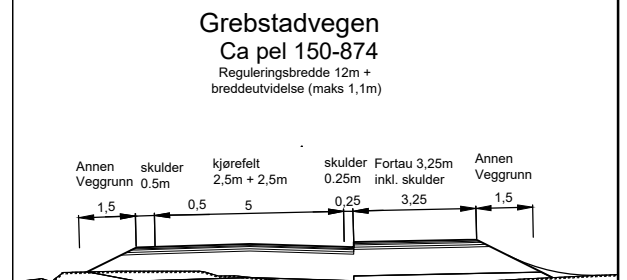 Grebstadvegen
Ca pel 150-874
Reguleringsbredde 12m +
breddeutvidelse (maks 1,1m)
Annen
Veggrunn
skulder
0.5m
kjørefelt
2,5m + 2,5m
skulder
0.25m
Fortau 3,25m
inkl. skulder
Annen
Veggrunn
1,5
0,5
5
0,25
3,25
1,5